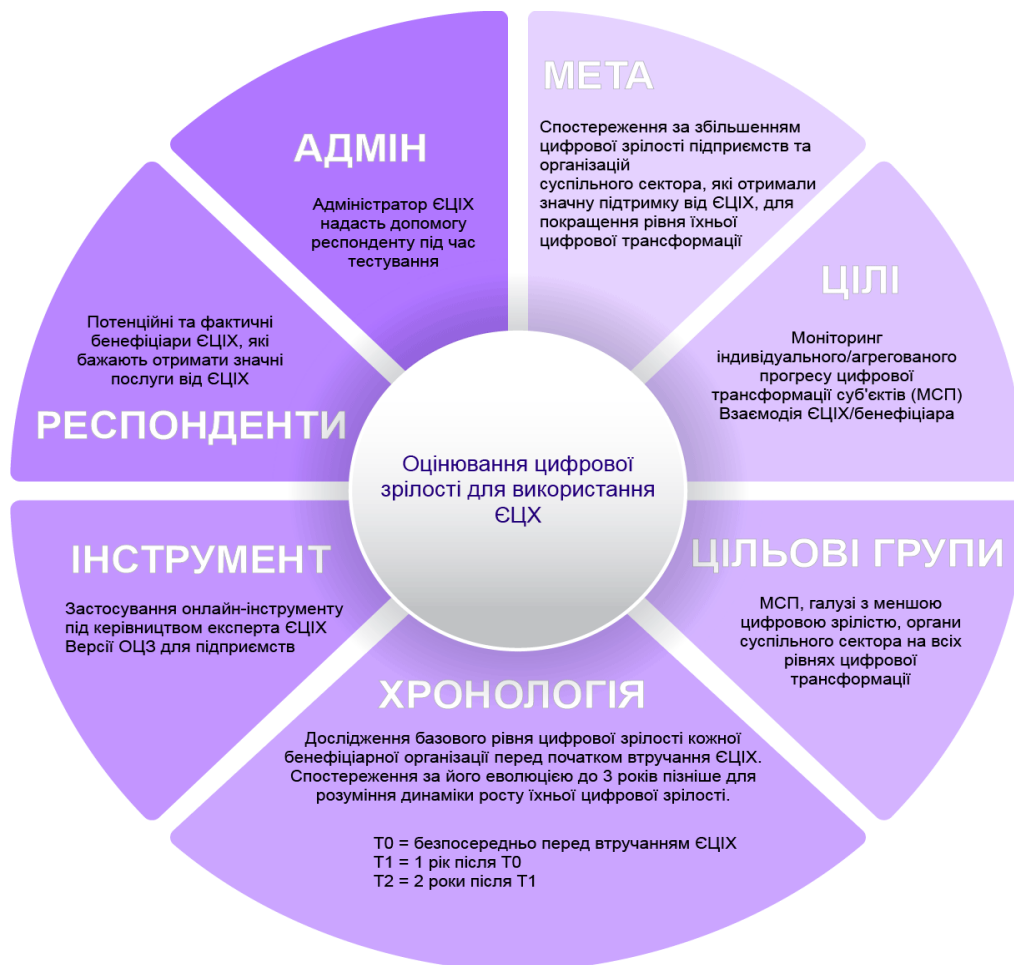 МЕТА
Спостереження за збільшенням
цифрової зрілості підприємств та
організацій
суспільного сектора, які отримали
значну підтримку від ЄЦІХ, для
покращення рівня їхньої
цифрової трансформації
ЦІЛІ
Моніторинг
індивідуального/агрегованого
прогресу цифрової
трансформації суб'єктів (МСП)
Взаємодія ЄЦІХ/бенефіціара
ЦІЛЬОВІ ГРУПИ
МСП, галузі з меншою
цифровою зрілістю, органи
суспільного сектора на всіх
рівнях цифрової
трансформації
ХРОНОЛОГІЯ
Дослідження базового рівня цифрової зрілості кожної
бенефіціарної організації перед початком втручання ЄЦІХ.
Спостереження за його еволюцією до 3 років пізніше для
розуміння динаміки росту їхньої цифрової зрілості.
T0 = безпосередньо перед втручанням ЄЦІХ
T1 = 1 рік після T0
T2 = 2 роки після T1
ІНСТРУМЕНТ
Застосування онлайн-інструменту
під керівництвом експерта ЄЦІХ
Версії ОЦЗ для підприємств
Потенційні та фактичні
бенефіціари ЄЦІХ, які
бажають отримати значні
послуги від ЄЦІХ
РЕСПОНДЕНТИ
АДМІН
Адміністратор ЄЦІХ
надасть допомогу
респонденту під час
тестування
Оцінювання цифрової
зрілості для використання
ЄЦХ